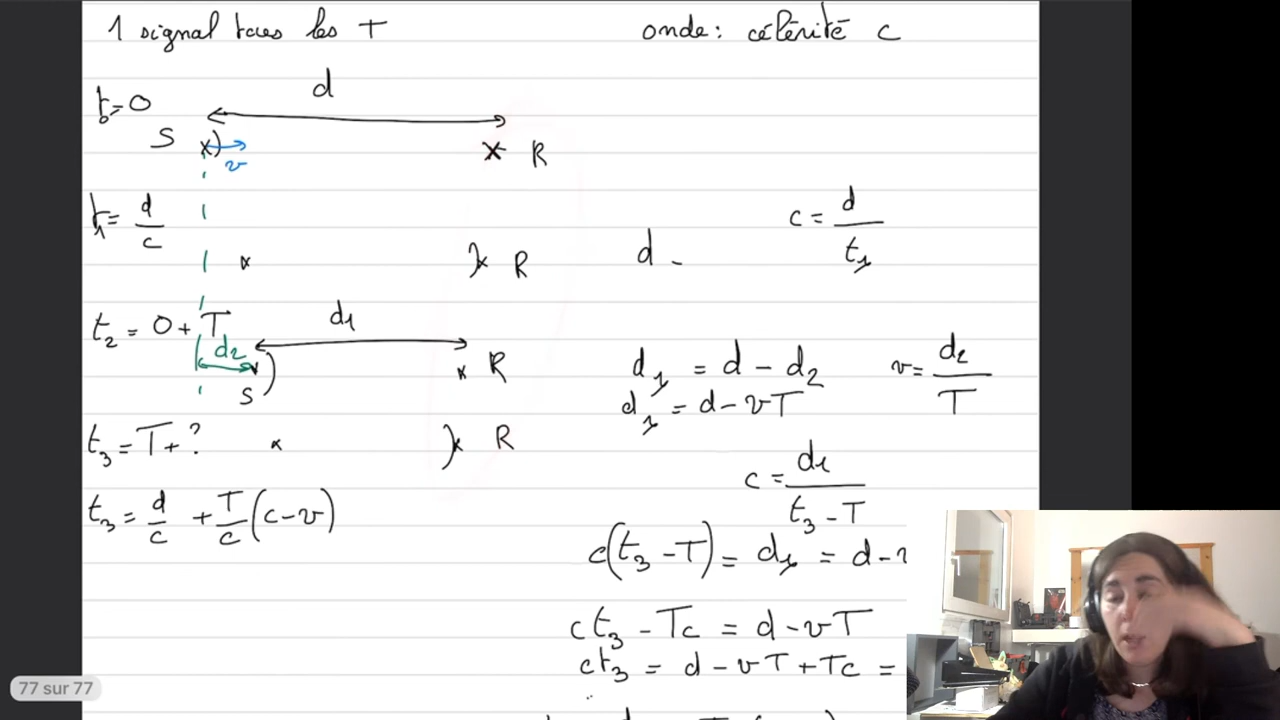 1 signal tous les T
onde: célérité c
d
t₀=0
S x) v x R
t₁= d/c
c = d/t₁
x )x R
d -
t₂ = 0 + T
d₁
d₂
S x) x R
d₁ = d - d₂
v = d₂/T
d₁ = d - vT
t₃ = T + ?
x )x R
c = d₁/(t₃ - T)
t₃ = d/c + T/c (c-v)
c(t₃ - T) = d₁ = d -
ct₃ - Tc = d - vT
ct₃ = d - vT + Tc =
77 sur 77